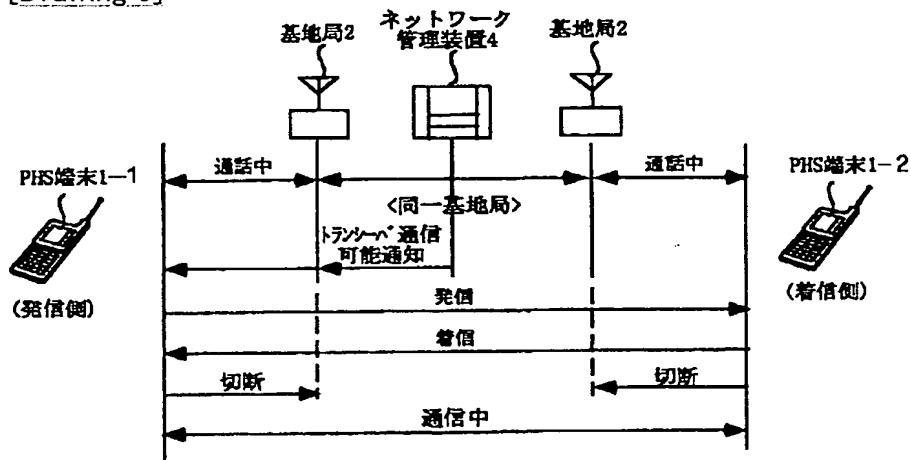 基地局2
ネットワーク
管理装置4
基地局2
通話中
通話中
PHS端末1-1
PHS端末1-2
<同一基地局>
トランシーバ通信
可能通知
(発信側)
(着信側)
発信
着信
切断
切断
通信中